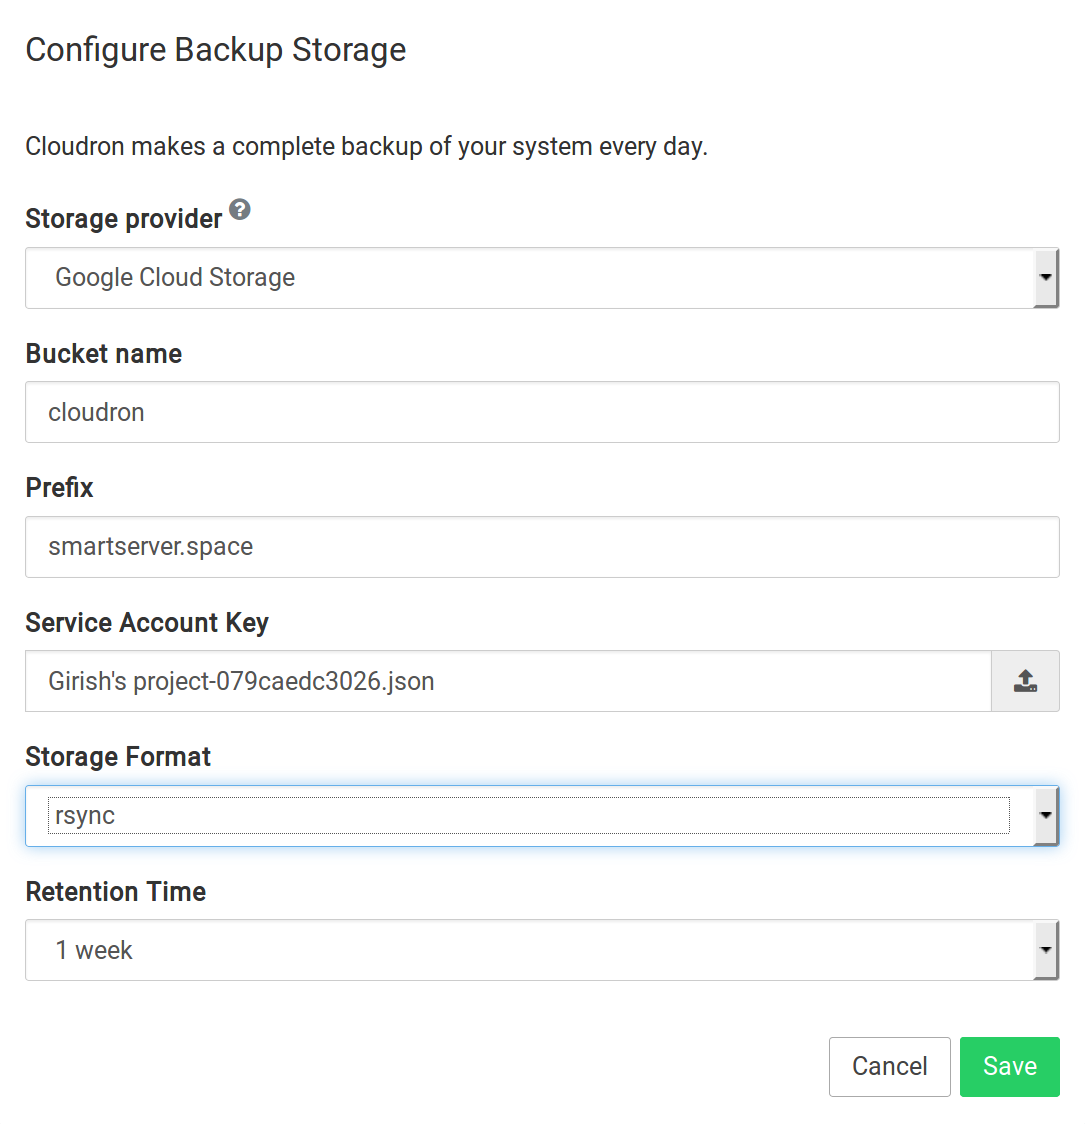 Configure Backup Storage
Cloudron makes a complete backup of your system every day.
Storage provider ?
Google Cloud Storage
Bucket name
cloudron
Prefix
smartserver.space
Service Account Key
Girish's project-079caedc3026.json
Storage Format
rsync
Retention Time
1 week
Cancel Save